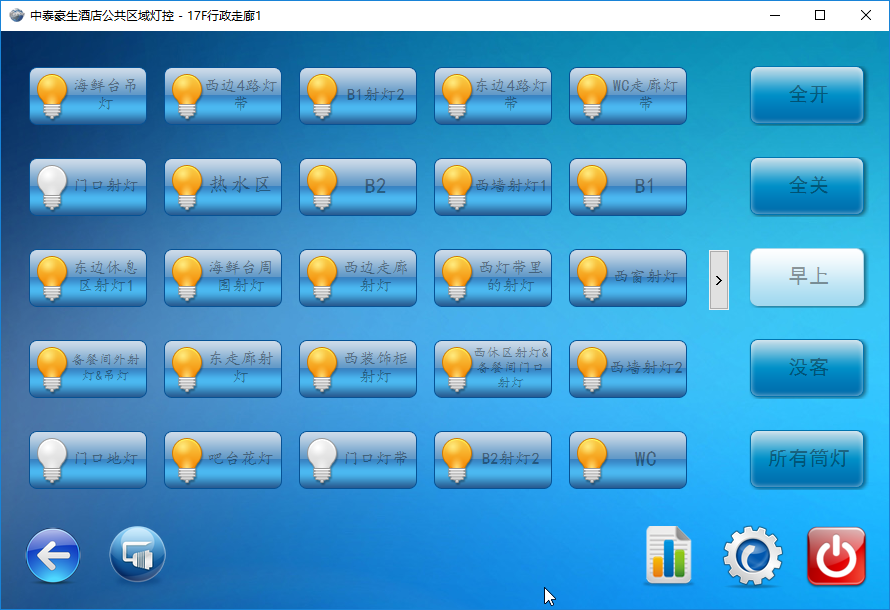 中泰豪生酒店公共区域灯控 - 17F行政走廊1
海鲜台吊
灯
西边4路灯
带
B1射灯2
东边4路灯
带
WC走廊灯
带
全开
门口射灯
热水区
B2
西墙射灯1
B1
全关
东边休息
区射灯1
海鲜台周
围射灯
西边走廊
射灯
西灯带里
的射灯
西窗射灯
早上
备餐间外射
灯&吊灯
东走廊射
灯
西装饰柜
射灯
西休区射灯&
备餐间门口
射灯
西墙射灯2
没客
门口地灯
吧台花灯
门口灯带
B2射灯2
WC
所有筒灯